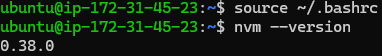 ubuntu@ip-172-31-45-23:~$ source ~/.bashrc
ubuntu@ip-172-31-45-23:~$ nvm --version
0.38.0